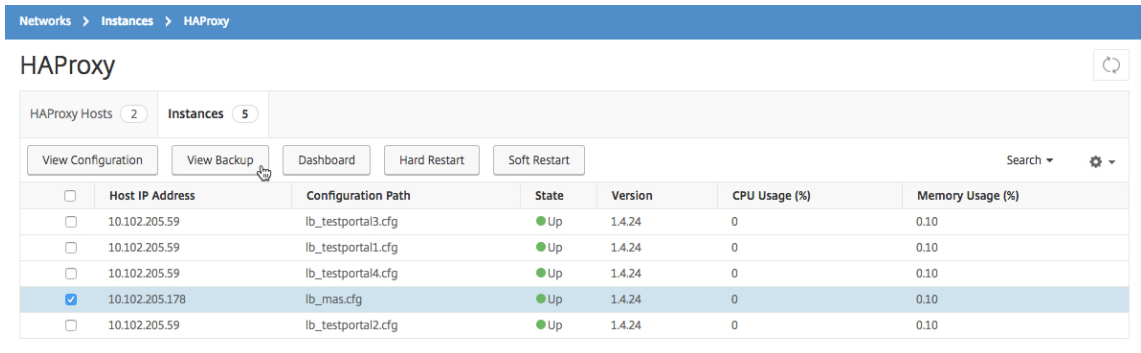 Networks > Instances > HAProxy
HAProxy
HAProxy Hosts 2 Instances 5
View Configuration View Backup Dashboard Hard Restart Soft Restart Search
Host IP Address Configuration Path State Version CPU Usage (%) Memory Usage (%)
10.102.205.59 lb_testportal3.cfg Up 1.4.24 0 0.10
10.102.205.59 lb_testportal1.cfg Up 1.4.24 0 0.10
10.102.205.59 lb_testportal4.cfg Up 1.4.24 0 0.10
10.102.205.178 lb_mas.cfg Up 1.4.24 0 0.10
10.102.205.59 lb_testportal2.cfg Up 1.4.24 0 0.10